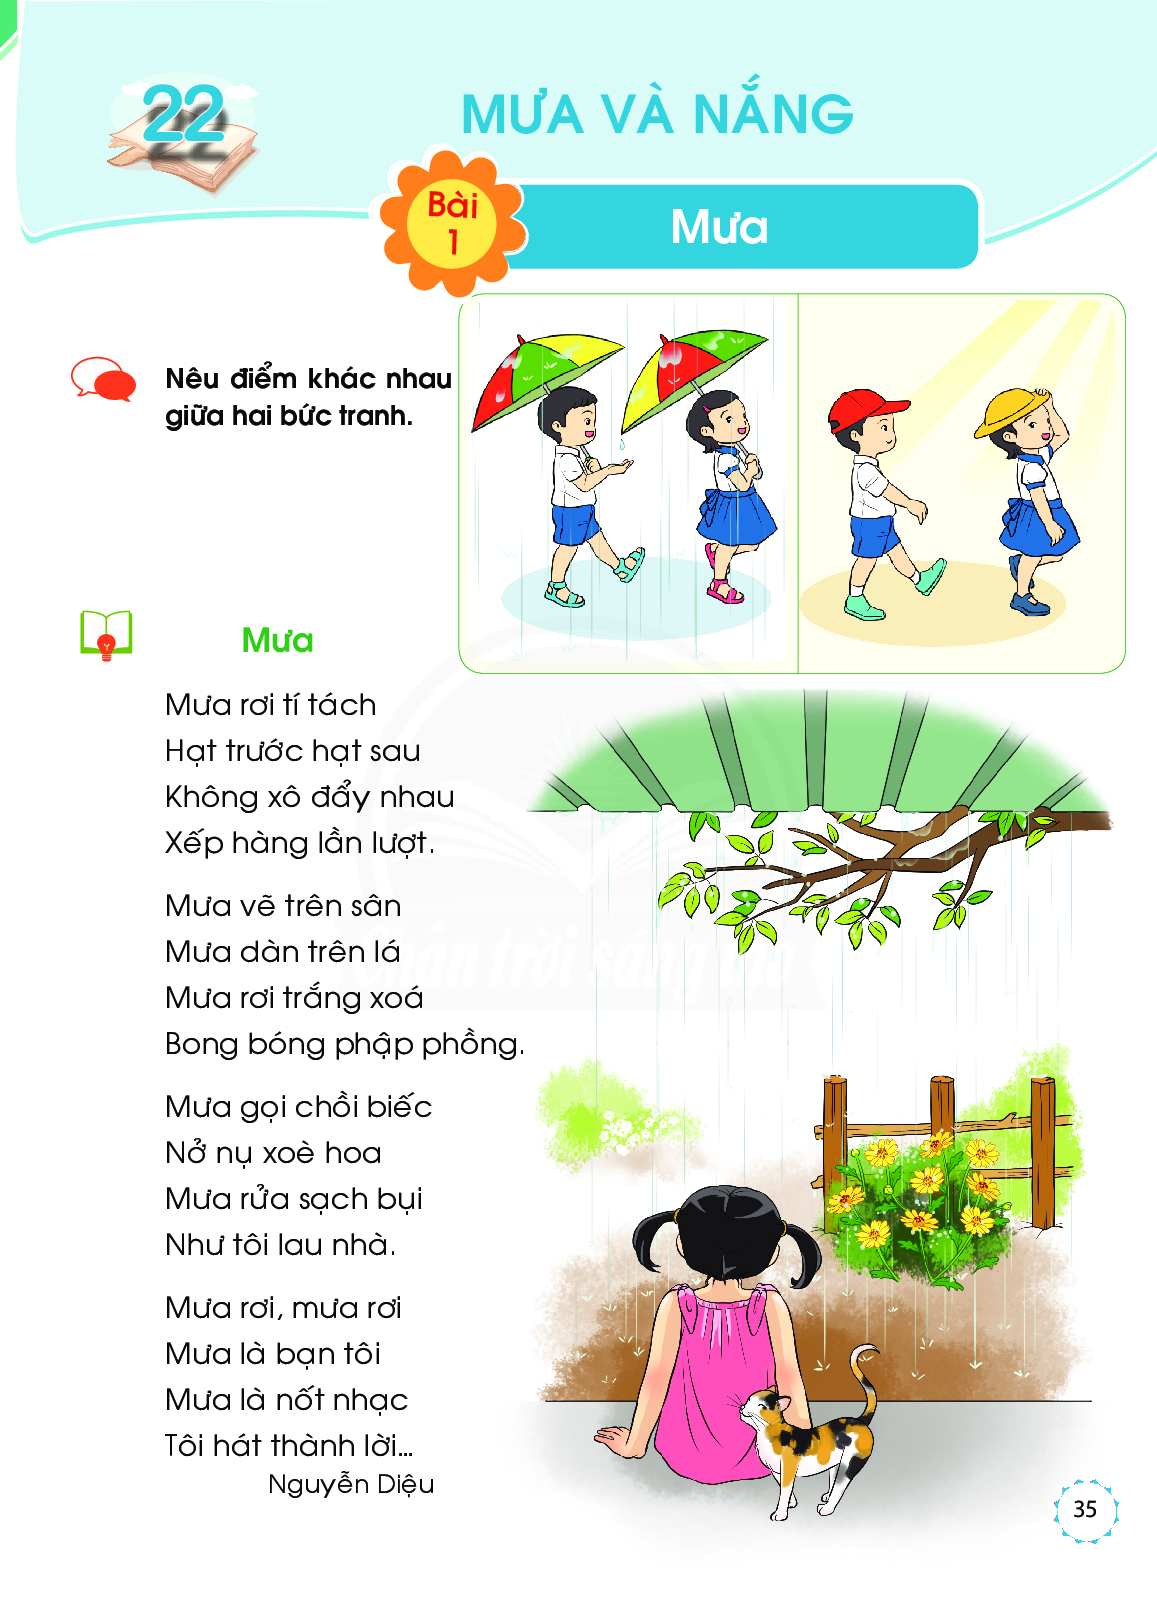 22
MƯA VÀ NẮNG
Bài
1
Mưa
Nêu điểm khác nhau
giữa hai bức tranh.
Mưa
Mưa rơi tí tách
Hạt trước hạt sau
Không xô đẩy nhau
Xếp hàng lần lượt.
Mưa vẽ trên sân
Mưa dàn trên lá
Mưa rơi trắng xoá
Bong bóng phập phồng.
Mưa gọi chồi biếc
Nở nụ xoè hoa
Mưa rửa sạch bụi
Như tôi lau nhà.
Mưa rơi, mưa rơi
Mưa là bạn tôi
Mưa là nốt nhạc
Tôi hát thành lời...
Nguyễn Diệu
Chân trời sáng tạo
35